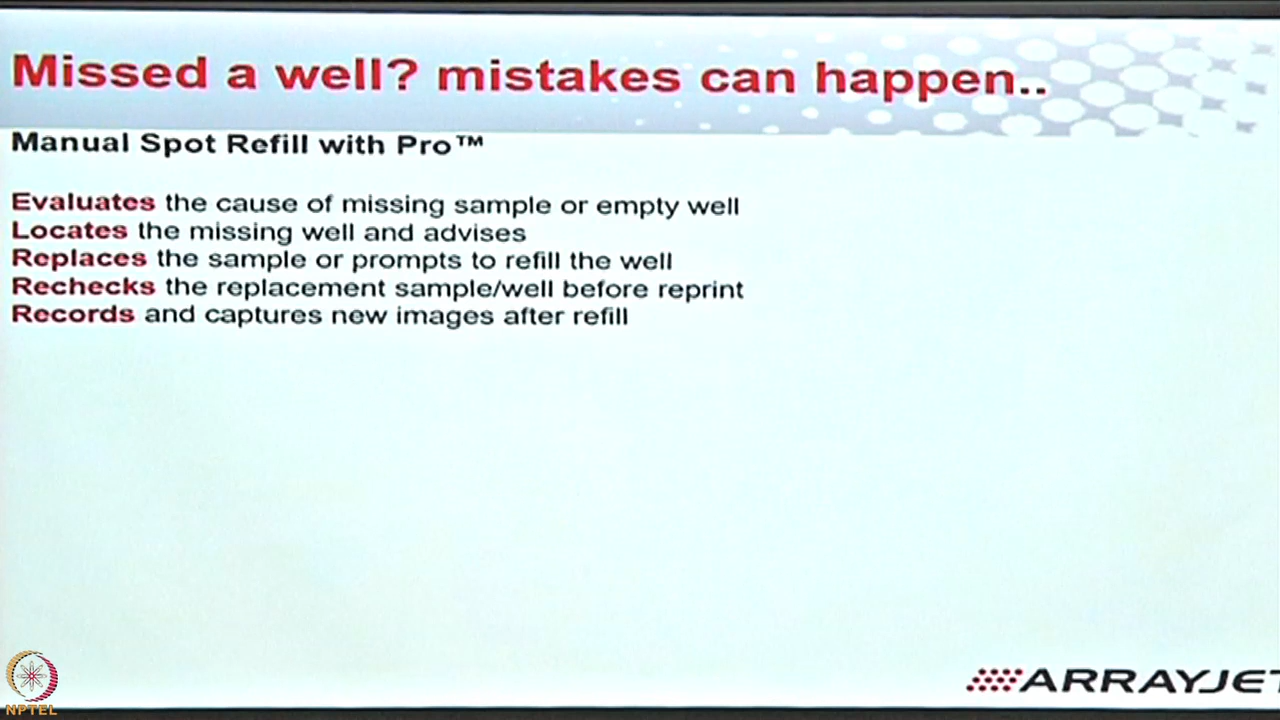 Missed a well? mistakes can happen..
Manual Spot Refill with Pro™
Evaluates the cause of missing sample or empty well
Locates the missing well and advises
Replaces the sample or prompts to refill the well
Rechecks the replacement sample/well before reprint
Records and captures new images after refill
ARRAYJET
NPTEL